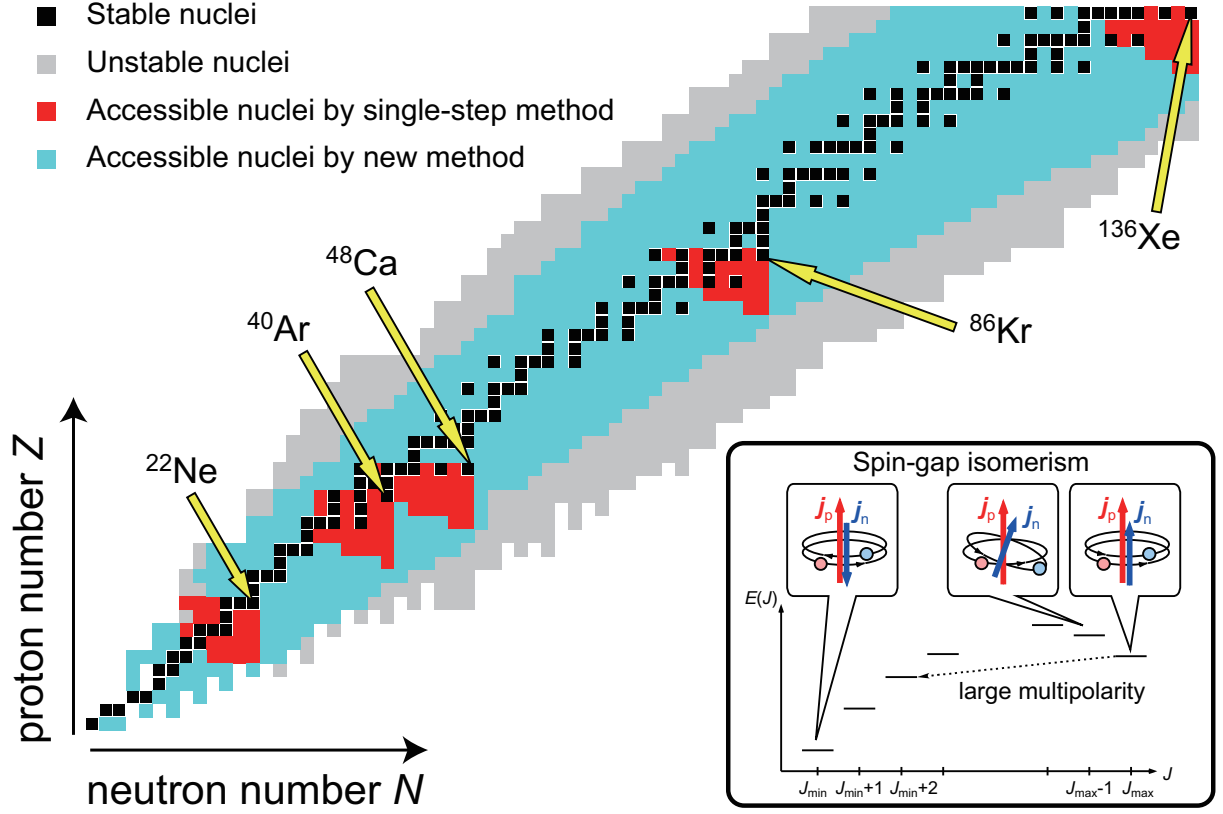 Stable nuclei
Unstable nuclei
Accessible nuclei by single-step method
Accessible nuclei by new method
136Xe
48Ca
40Ar
86Kr
22Ne
proton number Z
neutron number N
Spin-gap isomerism
jp jn
jp jn
jp jn
E(J)
large multipolarity
Jmin Jmin+1 Jmin+2 Jmax-1 Jmax J